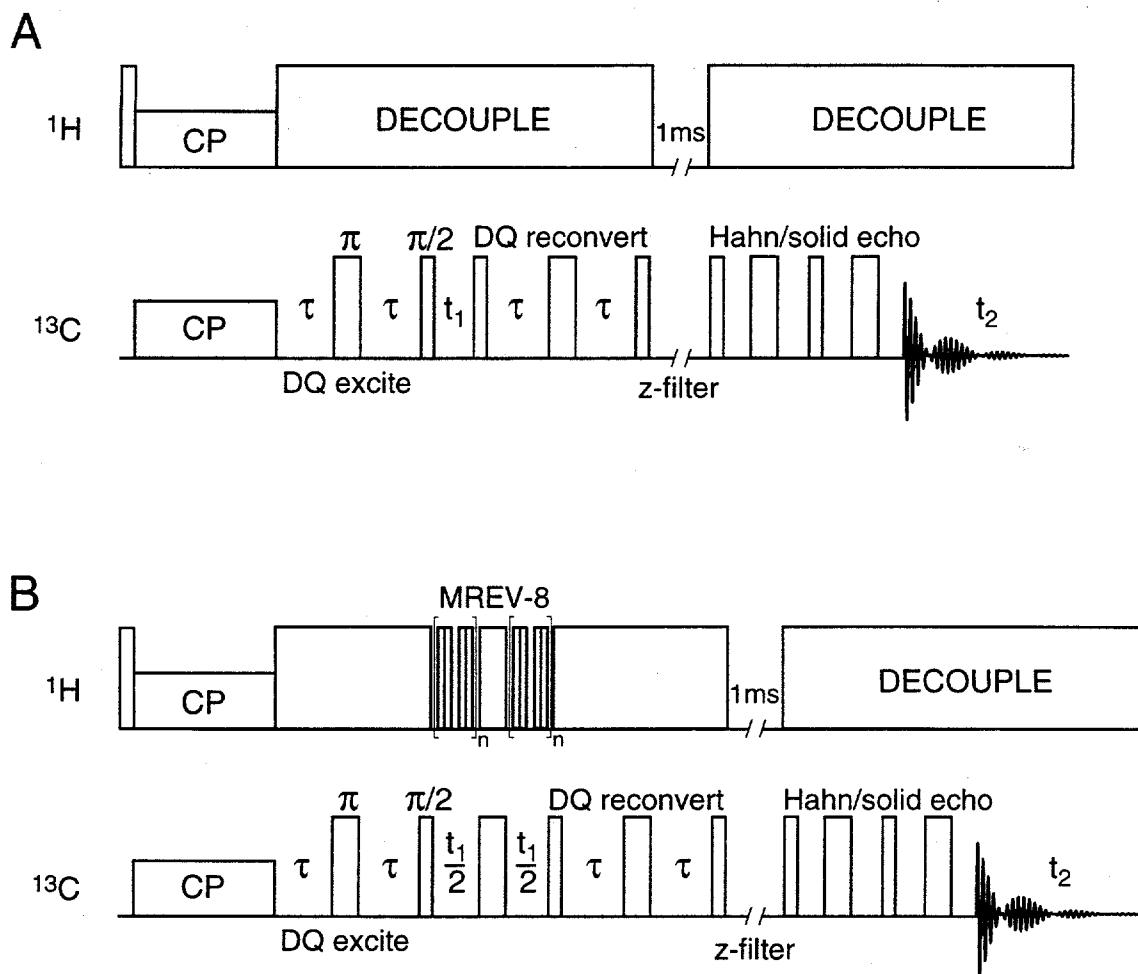 A
¹H CP DECOUPLE 1ms DECOUPLE
π π/2 DQ reconvert Hahn/solid echo
¹³C CP τ τ t₁ τ τ t₂
DQ excite z-filter
B
MREV-8
¹H CP n n 1ms DECOUPLE
π π/2 DQ reconvert Hahn/solid echo
¹³C CP τ τ t₁/2 t₁/2 τ τ t₂
DQ excite z-filter